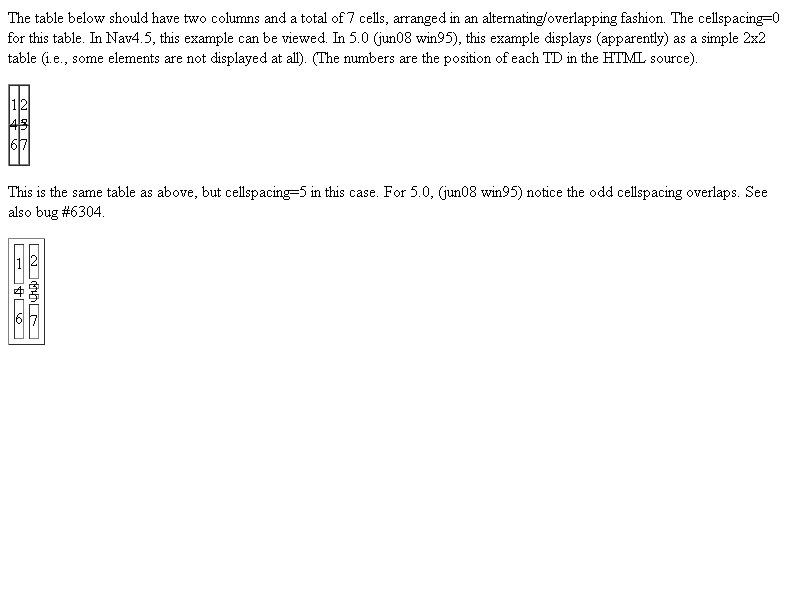 The table below should have two columns and a total of 7 cells, arranged in an alternating/overlapping fashion. The cellspacing=0
for this table. In Nav4.5, this example can be viewed. In 5.0 (jun08 win95), this example displays (apparently) as a simple 2x2
table (i.e., some elements are not displayed at all). (The numbers are the position of each TD in the HTML source).
1 2
4
6 7
This is the same table as above, but cellspacing=5 in this case. For 5.0, (jun08 win95) notice the odd cellspacing overlaps. See
also bug #6304.
1 2
4
6 7